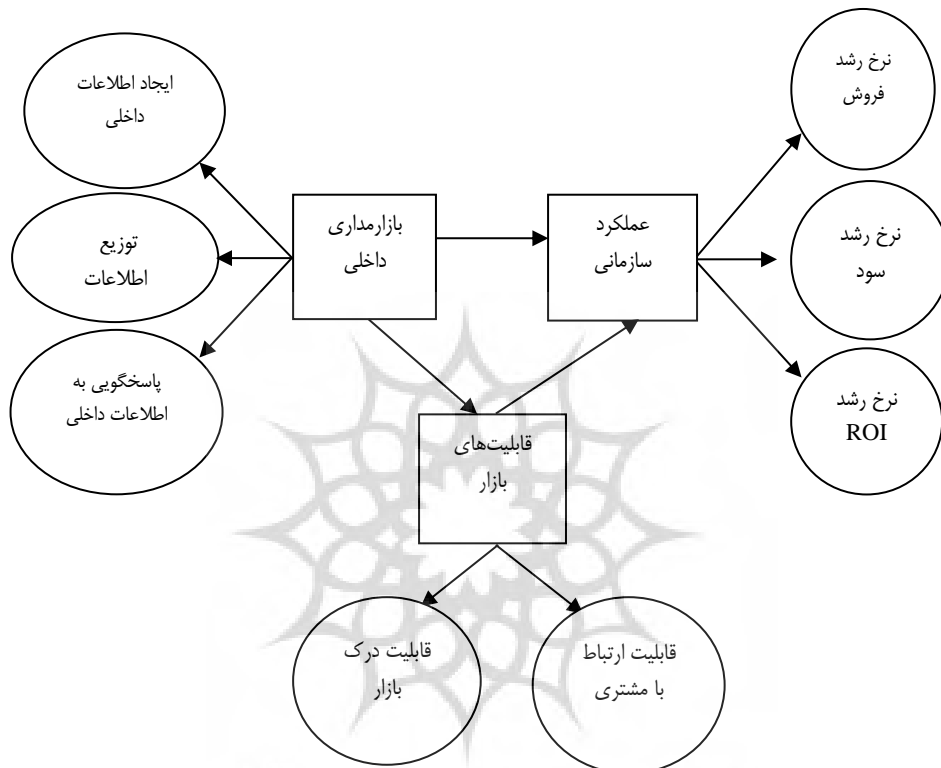 نرخ رشد
فروش
ایجاد اطلاعات
داخلی
عملکرد
سازمانی
بازارمداری
داخلی
نرخ رشد
سود
توزیع
اطلاعات
نرخ رشد
ROI
پاسخگویی به
اطلاعات داخلی
قابلیت‌های
بازار
قابلیت ارتباط
با مشتری
قابلیت درک
بازار